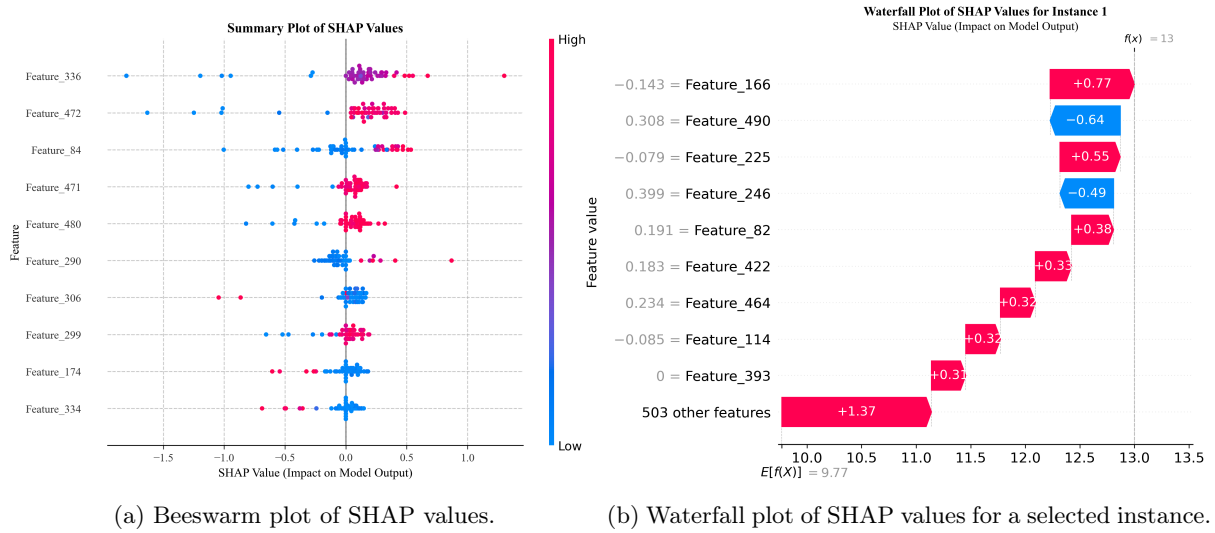 Summary Plot of SHAP Values
High
Feature_336
Feature_472
Feature_84
Feature_471
Feature_480
Feature_290
Feature_306
Feature_299
Feature_174
Feature_334
Feature
Low
−1.5 −1.0 −0.5 0.0 0.5 1.0
SHAP Value (Impact on Model Output)
(a) Beeswarm plot of SHAP values.
Waterfall Plot of SHAP Values for Instance 1
SHAP Value (Impact on Model Output)
f(x) = 13
−0.143 = Feature_166 +0.77
0.308 = Feature_490 −0.64
−0.079 = Feature_225 +0.55
0.399 = Feature_246 −0.49
0.191 = Feature_82 +0.38
0.183 = Feature_422 +0.33
0.234 = Feature_464 +0.32
−0.085 = Feature_114 +0.32
0 = Feature_393 +0.31
503 other features +1.37
Feature value
10.0 10.5 11.0 11.5 12.0 12.5 13.0 13.5
E[f(X)] = 9.77
(b) Waterfall plot of SHAP values for a selected instance.